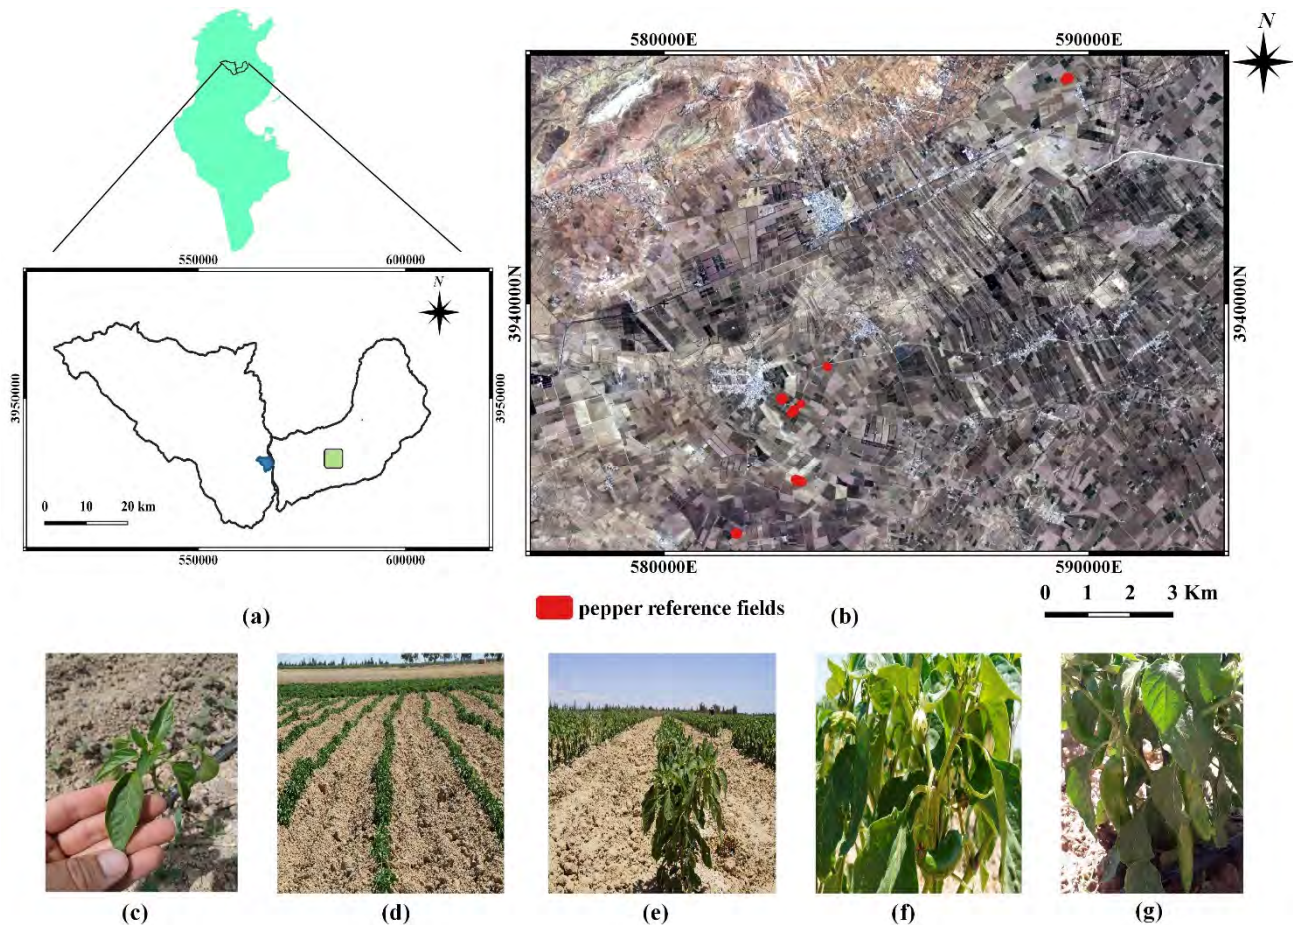 N
580000E
590000E
550000
600000
N
3950000
3950000
0 10 20 km
550000
600000
3940000N
3940000N
580000E
590000E
(a)
pepper reference fields
(b)
0 1 2 3 Km
(c)
(d)
(e)
(f)
(g)